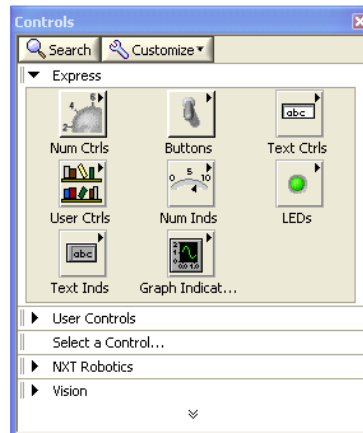 Controls
Search Customize
Express
Num Ctrls Buttons Text Ctrls
User Ctrls Num Inds LEDs
Text Inds Graph Indicat...
User Controls
Select a Control...
NXT Robotics
Vision